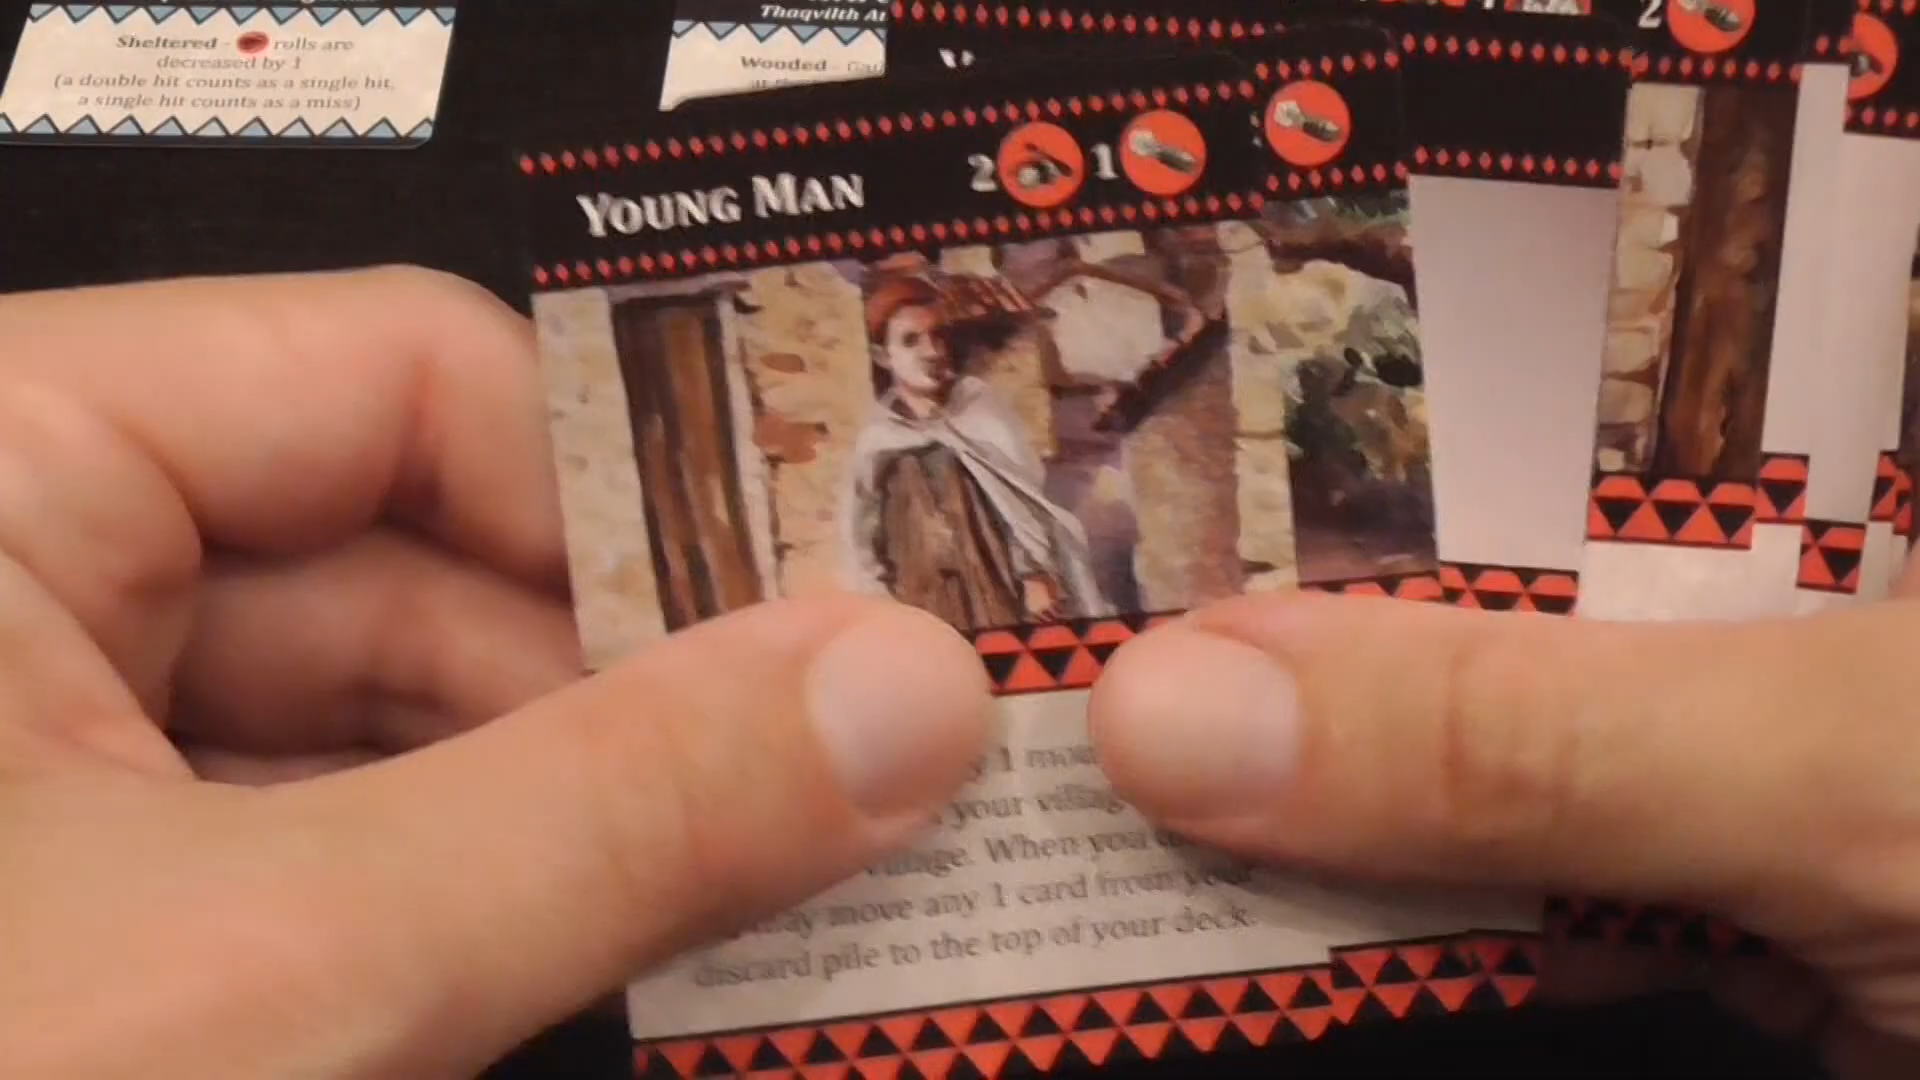 Sheltered - rolls are
decreased by 1
(a double hit counts as a single hit,
a single hit counts as a miss)
Thaqvilth At
Wooded -
2
YOUNG MAN
2 1
1
your village
village. When you
may move any 1 card from your
discard pile to the top of your deck.